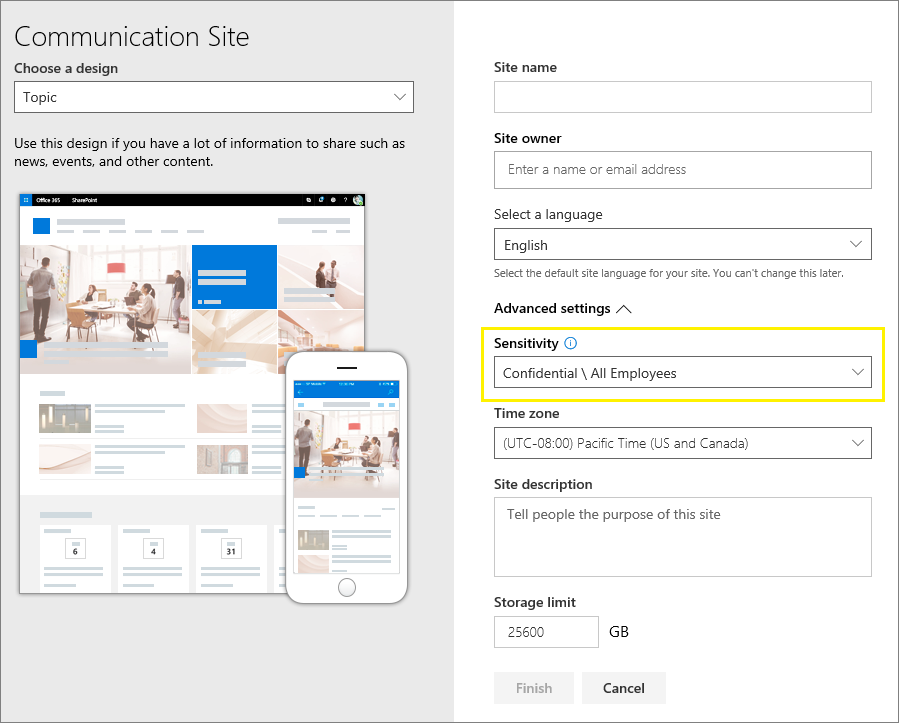 Communication Site
Choose a design
Topic
Use this design if you have a lot of information to share such as
news, events, and other content.
Office 365 SharePoint
?
6
4
31
Site name
Site owner
Enter a name or email address
Select a language
English
Select the default site language for your site. You can't change this later.
Advanced settings
Sensitivity
Confidential \ All Employees
Time zone
(UTC-08:00) Pacific Time (US and Canada)
Site description
Tell people the purpose of this site
Storage limit
25600 GB
Finish Cancel